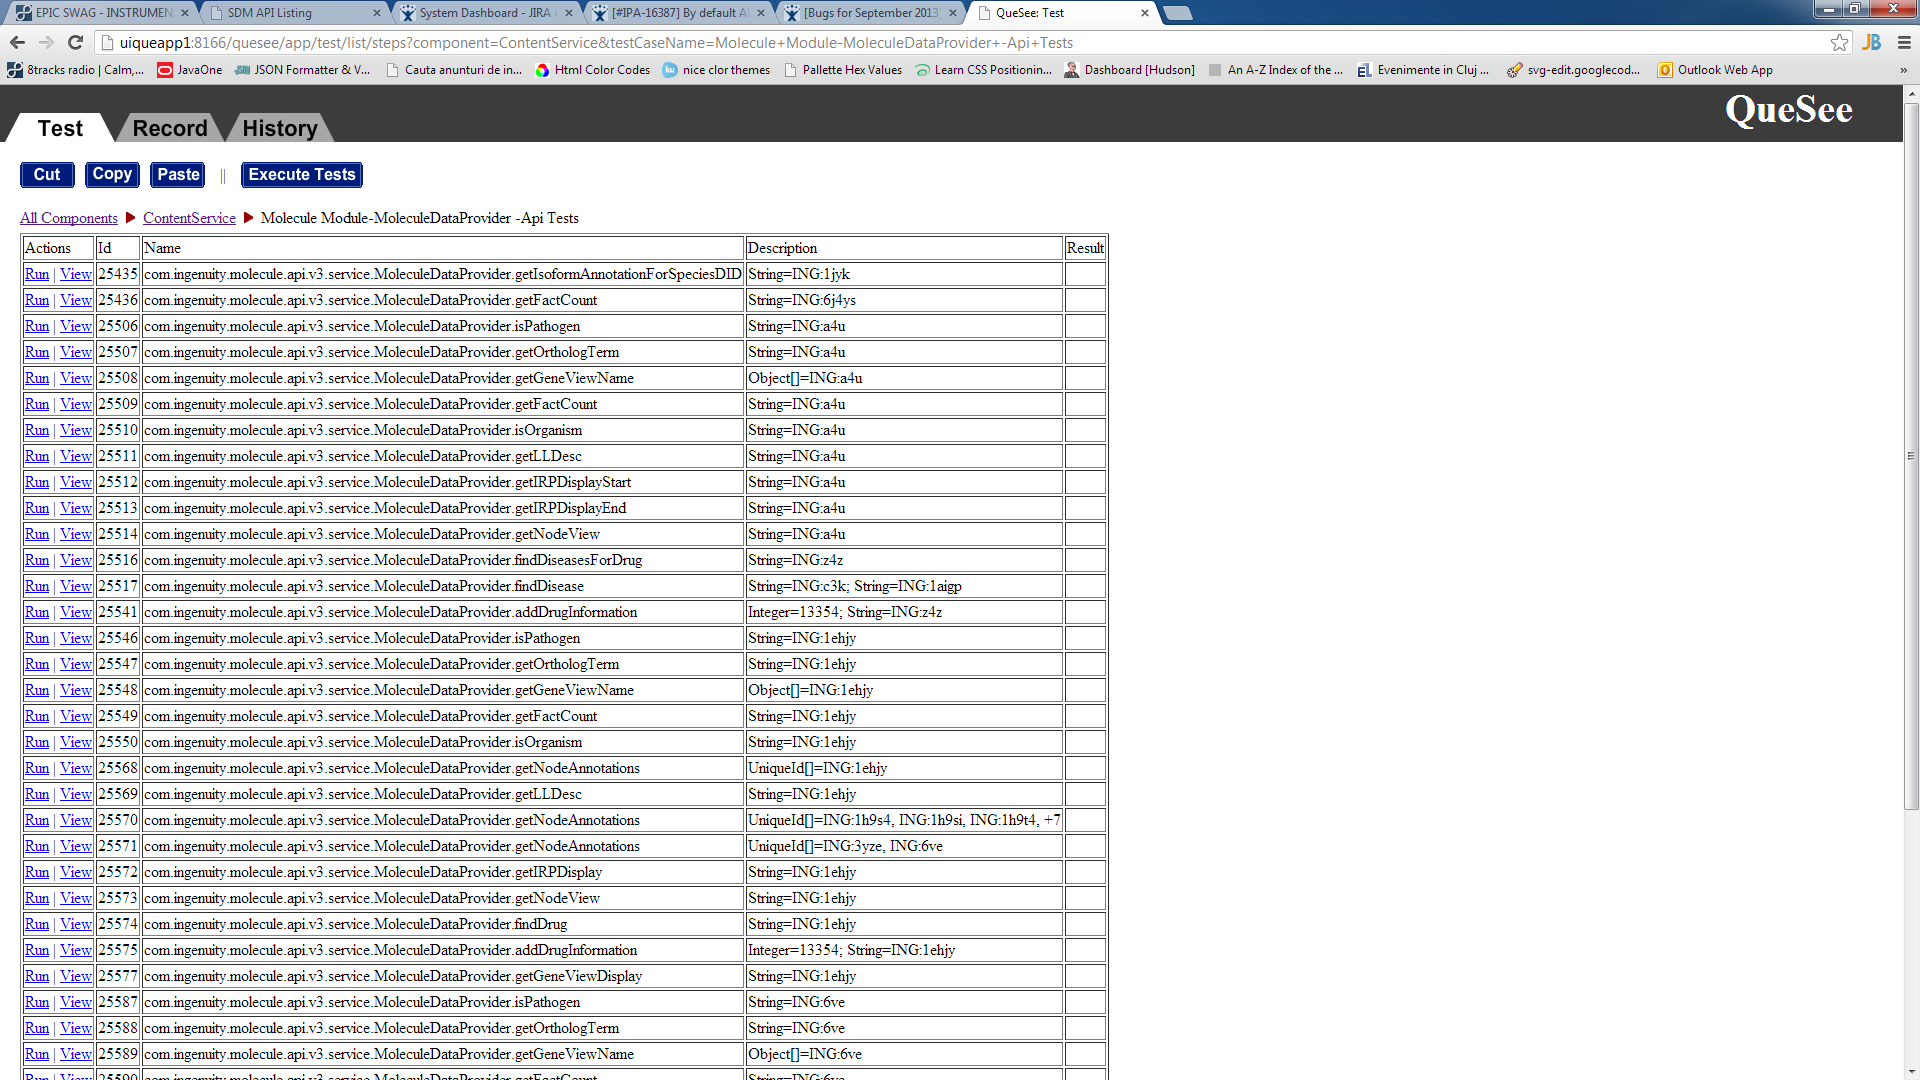 EPIC SWAG - INSTRUMEN
SDM API Listing
System Dashboard - JIRA
[#IPA-16387] By default A
[Bugs for September 2013]
QueSee: Test
uiqueapp1:8166/quesee/app/test/list/steps?component=ContentService&testCaseName=Molecule+Module-MoleculeDataProvider+-Api+Tests
8tracks radio | Calm,...
JavaOne
JSON Formatter & V...
Cauta anunturi de in...
Html Color Codes
nice clor themes
Pallette Hex Values
Learn CSS Positionin...
Dashboard [Hudson]
An A-Z Index of the ...
Evenimente in Cluj ...
svg-edit.googlecod...
Outlook Web App
»
QueSee
Test Record History
Cut Copy Paste || Execute Tests
All Components ContentService Molecule Module-MoleculeDataProvider -Api Tests
Actions Id Name Description Result
Run | View 25435 com.ingenuity.molecule.api.v3.service.MoleculeDataProvider.getIsoformAnnotationForSpeciesDID String=ING:1jyk
Run | View 25436 com.ingenuity.molecule.api.v3.service.MoleculeDataProvider.getFactCount String=ING:6j4ys
Run | View 25506 com.ingenuity.molecule.api.v3.service.MoleculeDataProvider.isPathogen String=ING:a4u
Run | View 25507 com.ingenuity.molecule.api.v3.service.MoleculeDataProvider.getOrthologTerm String=ING:a4u
Run | View 25508 com.ingenuity.molecule.api.v3.service.MoleculeDataProvider.getGeneViewName Object[]=ING:a4u
Run | View 25509 com.ingenuity.molecule.api.v3.service.MoleculeDataProvider.getFactCount String=ING:a4u
Run | View 25510 com.ingenuity.molecule.api.v3.service.MoleculeDataProvider.isOrganism String=ING:a4u
Run | View 25511 com.ingenuity.molecule.api.v3.service.MoleculeDataProvider.getLLDesc String=ING:a4u
Run | View 25512 com.ingenuity.molecule.api.v3.service.MoleculeDataProvider.getIRPDisplayStart String=ING:a4u
Run | View 25513 com.ingenuity.molecule.api.v3.service.MoleculeDataProvider.getIRPDisplayEnd String=ING:a4u
Run | View 25514 com.ingenuity.molecule.api.v3.service.MoleculeDataProvider.getNodeView String=ING:a4u
Run | View 25516 com.ingenuity.molecule.api.v3.service.MoleculeDataProvider.findDiseasesForDrug String=ING:z4z
Run | View 25517 com.ingenuity.molecule.api.v3.service.MoleculeDataProvider.findDisease String=ING:c3k; String=ING:1aigp
Run | View 25541 com.ingenuity.molecule.api.v3.service.MoleculeDataProvider.addDrugInformation Integer=13354; String=ING:z4z
Run | View 25546 com.ingenuity.molecule.api.v3.service.MoleculeDataProvider.isPathogen String=ING:1ehjy
Run | View 25547 com.ingenuity.molecule.api.v3.service.MoleculeDataProvider.getOrthologTerm String=ING:1ehjy
Run | View 25548 com.ingenuity.molecule.api.v3.service.MoleculeDataProvider.getGeneViewName Object[]=ING:1ehjy
Run | View 25549 com.ingenuity.molecule.api.v3.service.MoleculeDataProvider.getFactCount String=ING:1ehjy
Run | View 25550 com.ingenuity.molecule.api.v3.service.MoleculeDataProvider.isOrganism String=ING:1ehjy
Run | View 25568 com.ingenuity.molecule.api.v3.service.MoleculeDataProvider.getNodeAnnotations UniqueId[]=ING:1ehjy
Run | View 25569 com.ingenuity.molecule.api.v3.service.MoleculeDataProvider.getLLDesc String=ING:1ehjy
Run | View 25570 com.ingenuity.molecule.api.v3.service.MoleculeDataProvider.getNodeAnnotations UniqueId[]=ING:1h9s4, ING:1h9si, ING:1h9t4, +7
Run | View 25571 com.ingenuity.molecule.api.v3.service.MoleculeDataProvider.getNodeAnnotations UniqueId[]=ING:3yze, ING:6ve
Run | View 25572 com.ingenuity.molecule.api.v3.service.MoleculeDataProvider.getIRPDisplay String=ING:1ehjy
Run | View 25573 com.ingenuity.molecule.api.v3.service.MoleculeDataProvider.getNodeView String=ING:1ehjy
Run | View 25574 com.ingenuity.molecule.api.v3.service.MoleculeDataProvider.findDrug String=ING:1ehjy
Run | View 25575 com.ingenuity.molecule.api.v3.service.MoleculeDataProvider.addDrugInformation Integer=13354; String=ING:1ehjy
Run | View 25577 com.ingenuity.molecule.api.v3.service.MoleculeDataProvider.getGeneViewDisplay String=ING:1ehjy
Run | View 25587 com.ingenuity.molecule.api.v3.service.MoleculeDataProvider.isPathogen String=ING:6ve
Run | View 25588 com.ingenuity.molecule.api.v3.service.MoleculeDataProvider.getOrthologTerm String=ING:6ve
Run | View 25589 com.ingenuity.molecule.api.v3.service.MoleculeDataProvider.getGeneViewName Object[]=ING:6ve
Run | View 25590 com.ingenuity.molecule.api.v3.service.MoleculeDataProvider.getFactCount String=ING:6ve